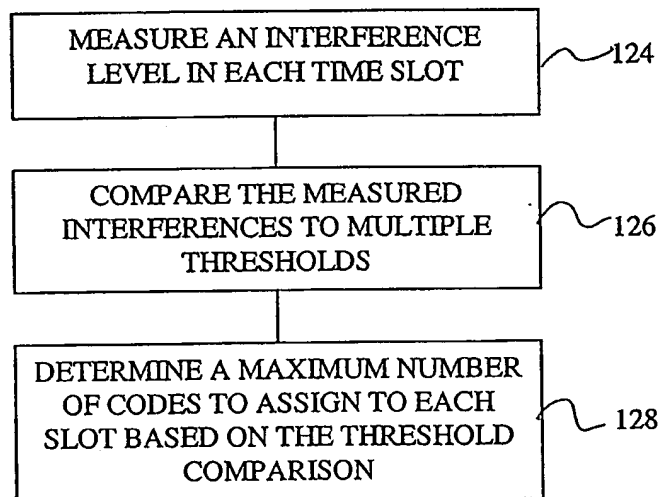 MEASURE AN INTERFERENCE
LEVEL IN EACH TIME SLOT
124
COMPARE THE MEASURED
INTERFERENCES TO MULTIPLE
THRESHOLDS
126
DETERMINE A MAXIMUM NUMBER
OF CODES TO ASSIGN TO EACH
SLOT BASED ON THE THRESHOLD
COMPARISON
128